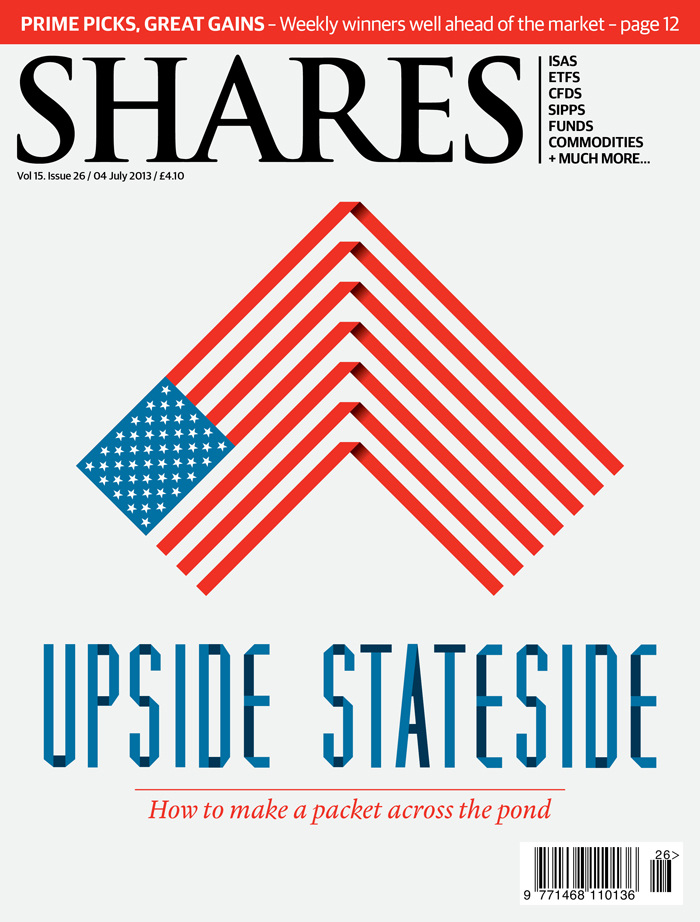 PRIME PICKS, GREAT GAINS – Weekly winners well ahead of the market – page 12
SHARES
ISAS
ETFS
CFDS
SIPPS
FUNDS
COMMODITIES
+ MUCH MORE...
Vol 15. Issue 26 / 04 July 2013 / £4.10
UPSIDE STATESIDE
How to make a packet across the pond
26>
9 771468 110136